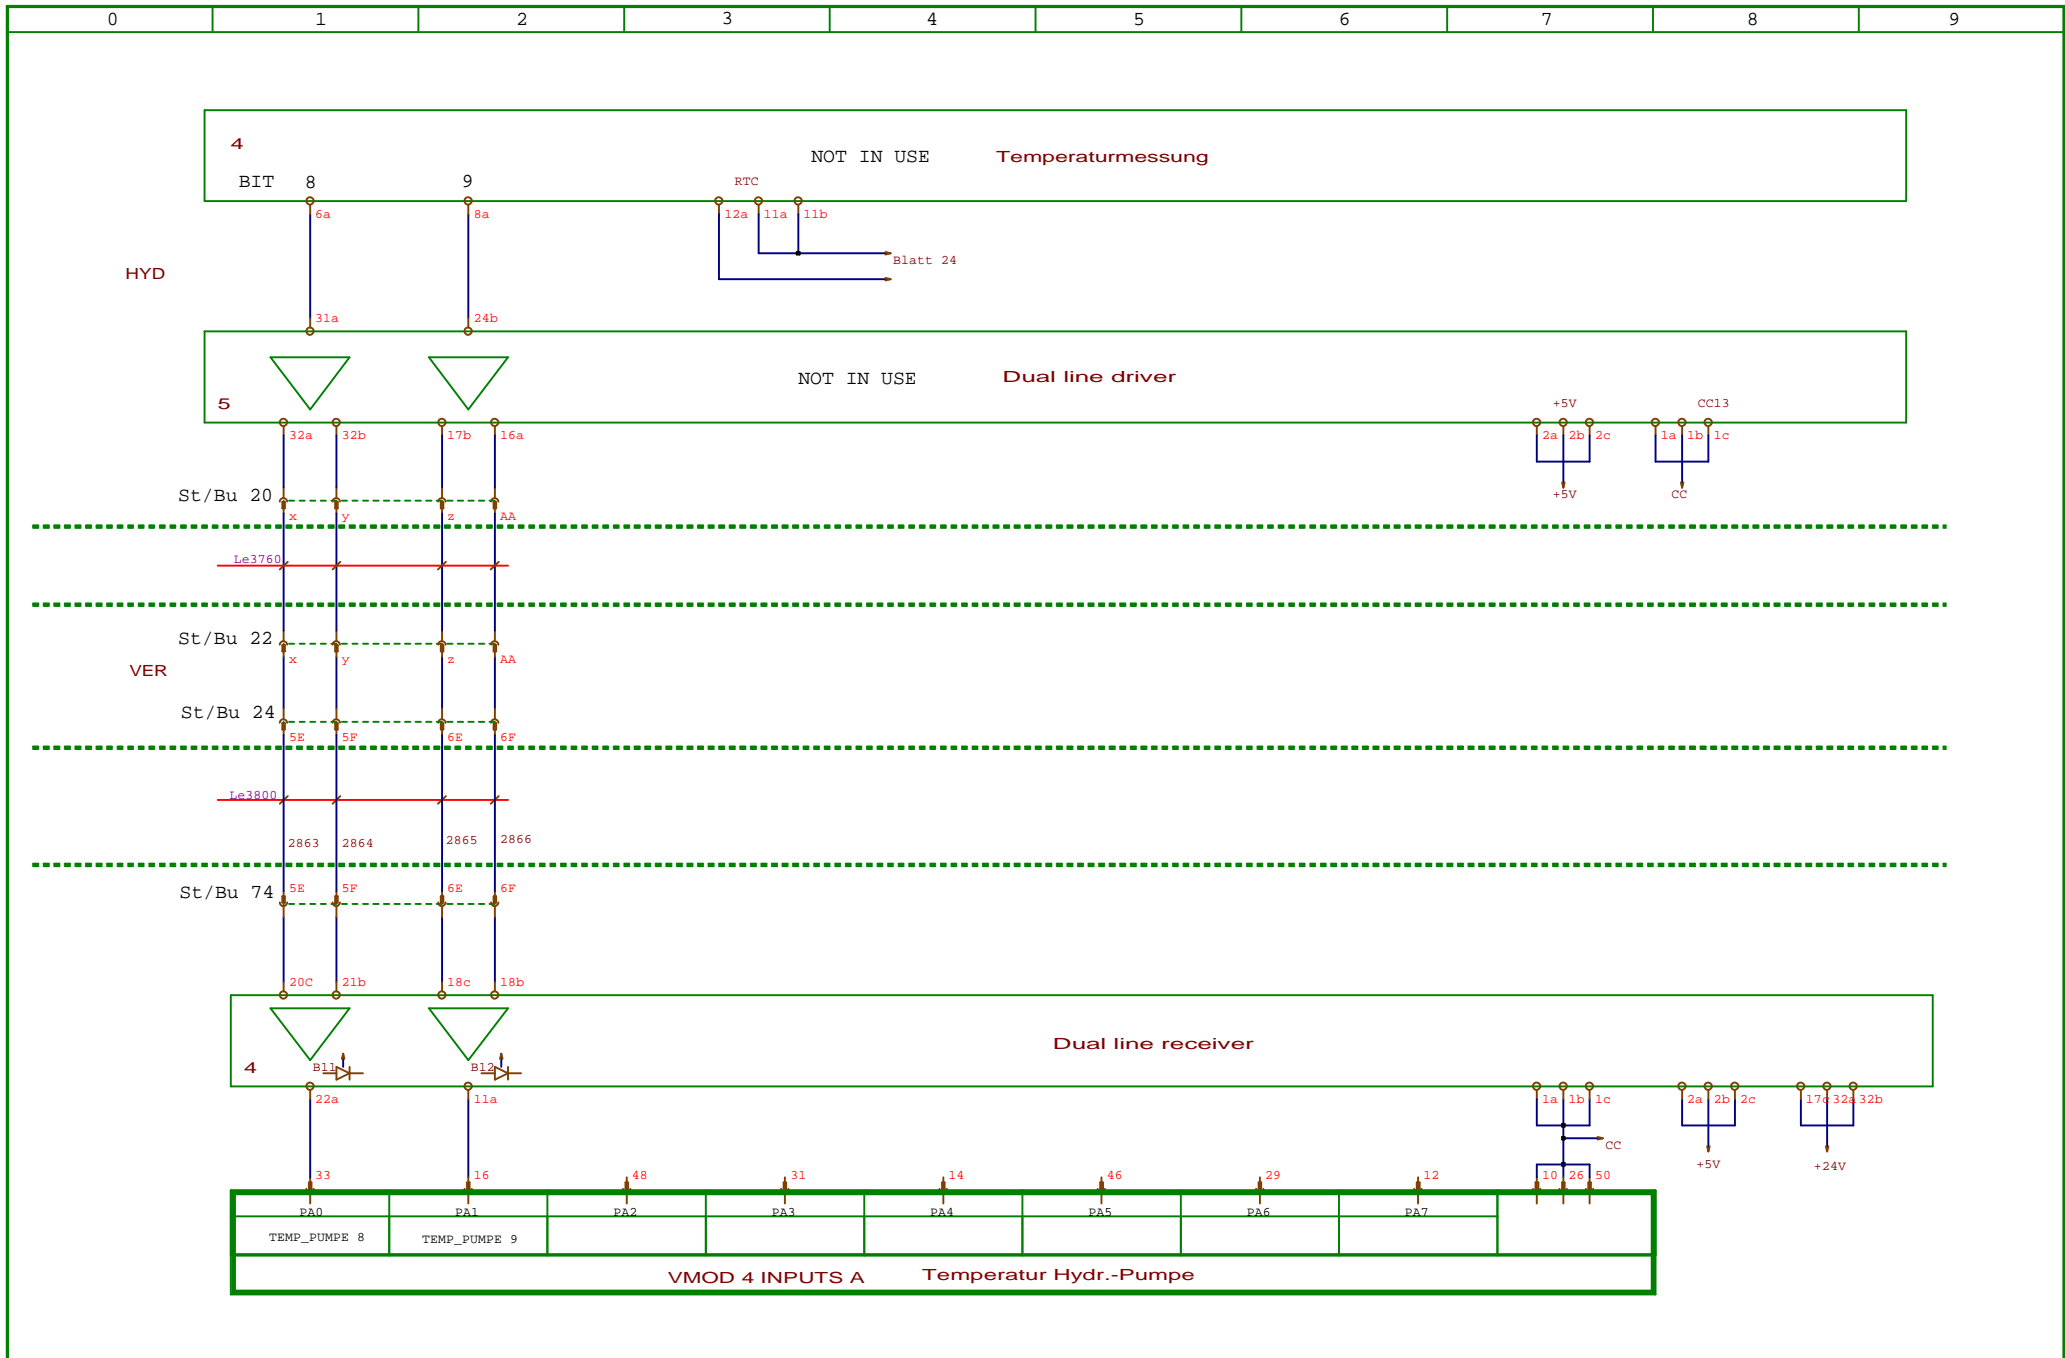 0 1 2 3 4 5 6 7 8 9
4
NOT IN USE Temperaturmessung
BIT 8 9 RTC
6a 8a 12a 11a 11b
Blatt 24
HYD
31a 24b
NOT IN USE Dual line driver
5 +5V CC13
32a 32b 17b 16a 2a 2b 2c 1a 1b 1c
St/Bu 20 +5V CC
x y z AA
Le3760
St/Bu 22
x y z AA
VER
St/Bu 24
5E 5F 6E 6F
Le3800
2863 2864 2865 2866
St/Bu 74 5E 5F 6E 6F
20C 21b 18c 18b
Dual line receiver
4 B11 B12
22a 11a 1a 1b 1c 2a 2b 2c 17c 32a 32b
CC
+5V +24V
33 16 48 31 14 46 29 12 10 26 50
PA0 PA1 PA2 PA3 PA4 PA5 PA6 PA7
TEMP_PUMPE 8 TEMP_PUMPE 9
VMOD 4 INPUTS A Temperatur Hydr.-Pumpe